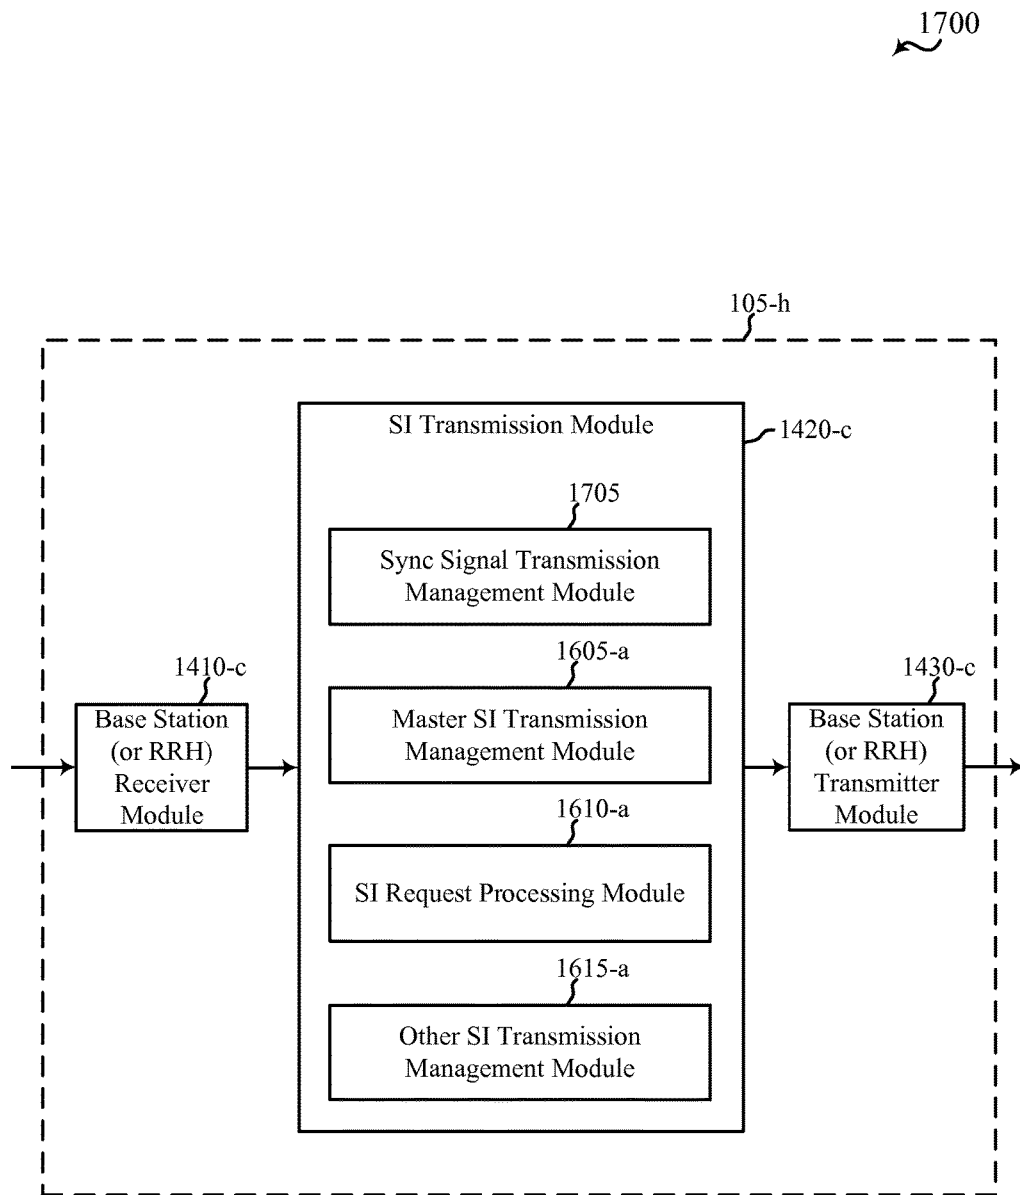 1700
105-h
SI Transmission Module
1420-c
1705
Sync Signal Transmission
Management Module
1605-a
Master SI Transmission
Management Module
1410-c
Base Station
(or RRH)
Receiver
Module
1430-c
Base Station
(or RRH)
Transmitter
Module
1610-a
SI Request Processing Module
1615-a
Other SI Transmission
Management Module